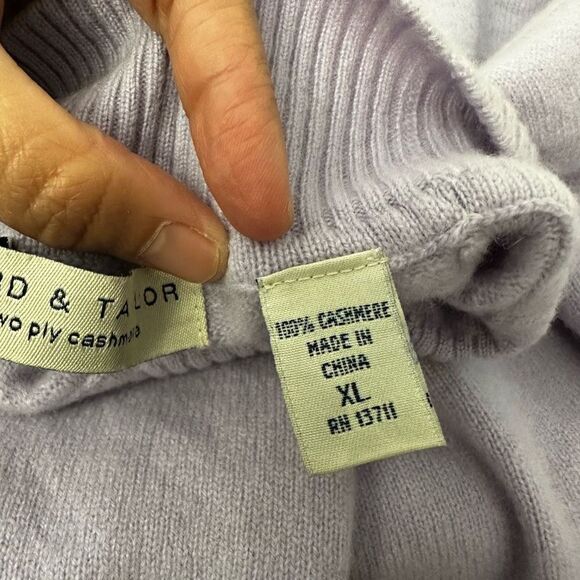 RD & TAYLOR
wo ply cashmere
100% CASHMERE
MADE IN
CHINA
XL
RN 13711